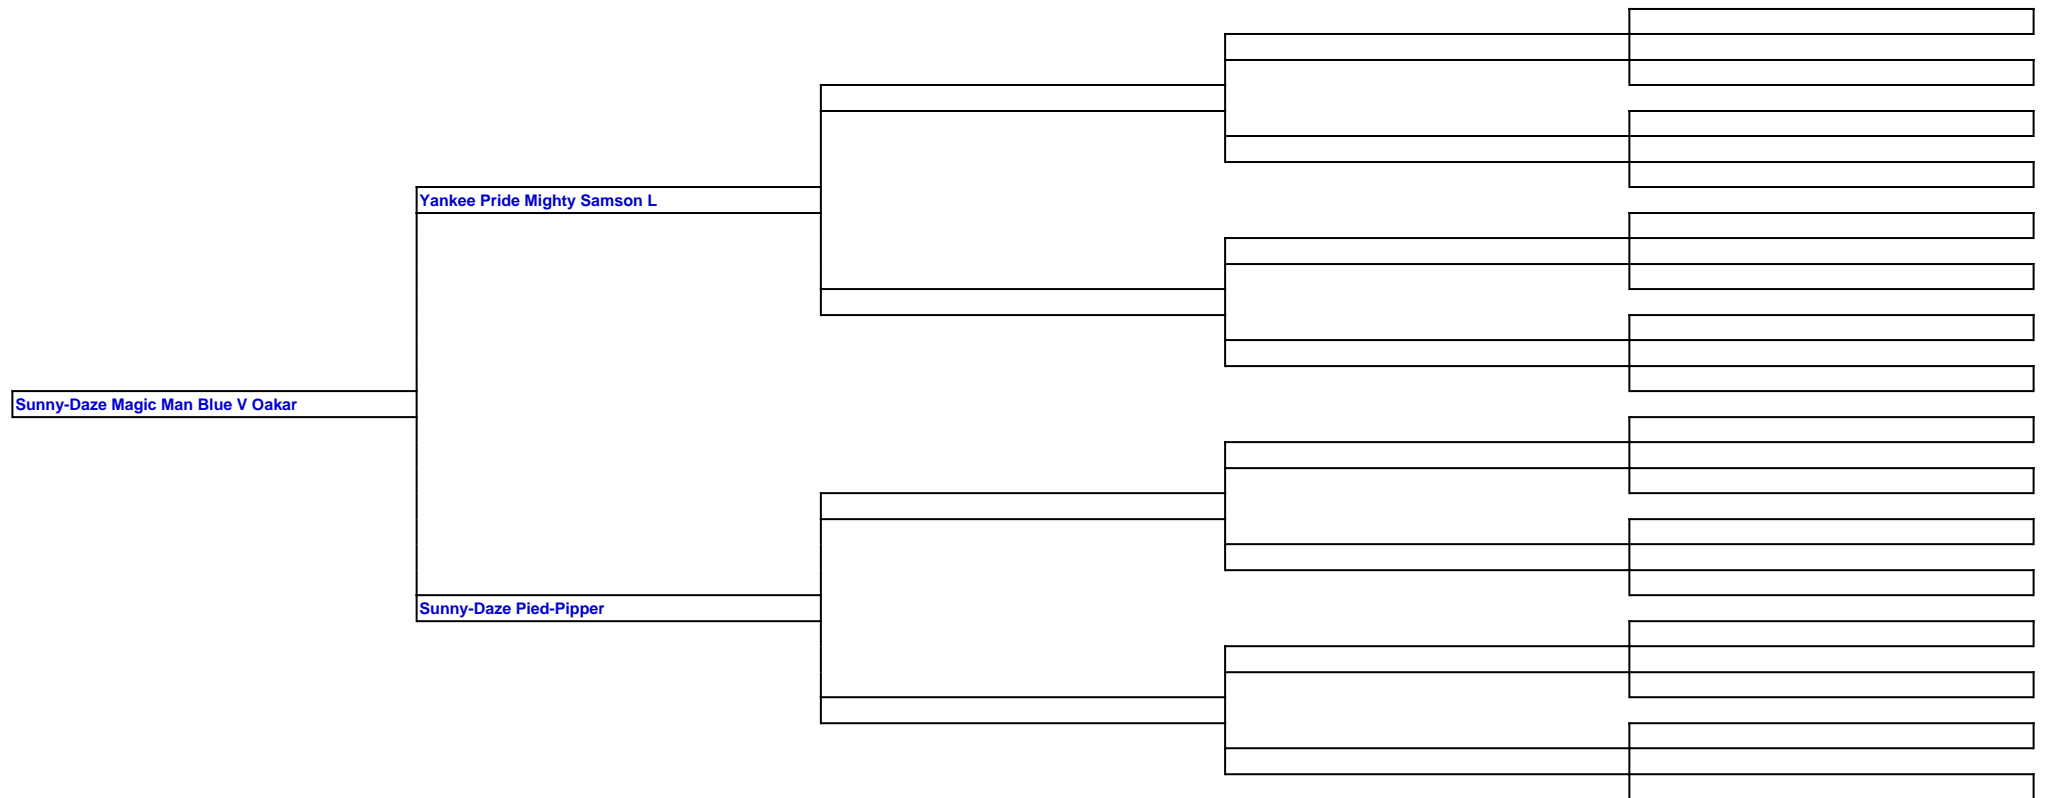 Yankee Pride Mighty Samson L
Sunny-Daze Magic Man Blue V Oakar
Sunny-Daze Pied-Pipper